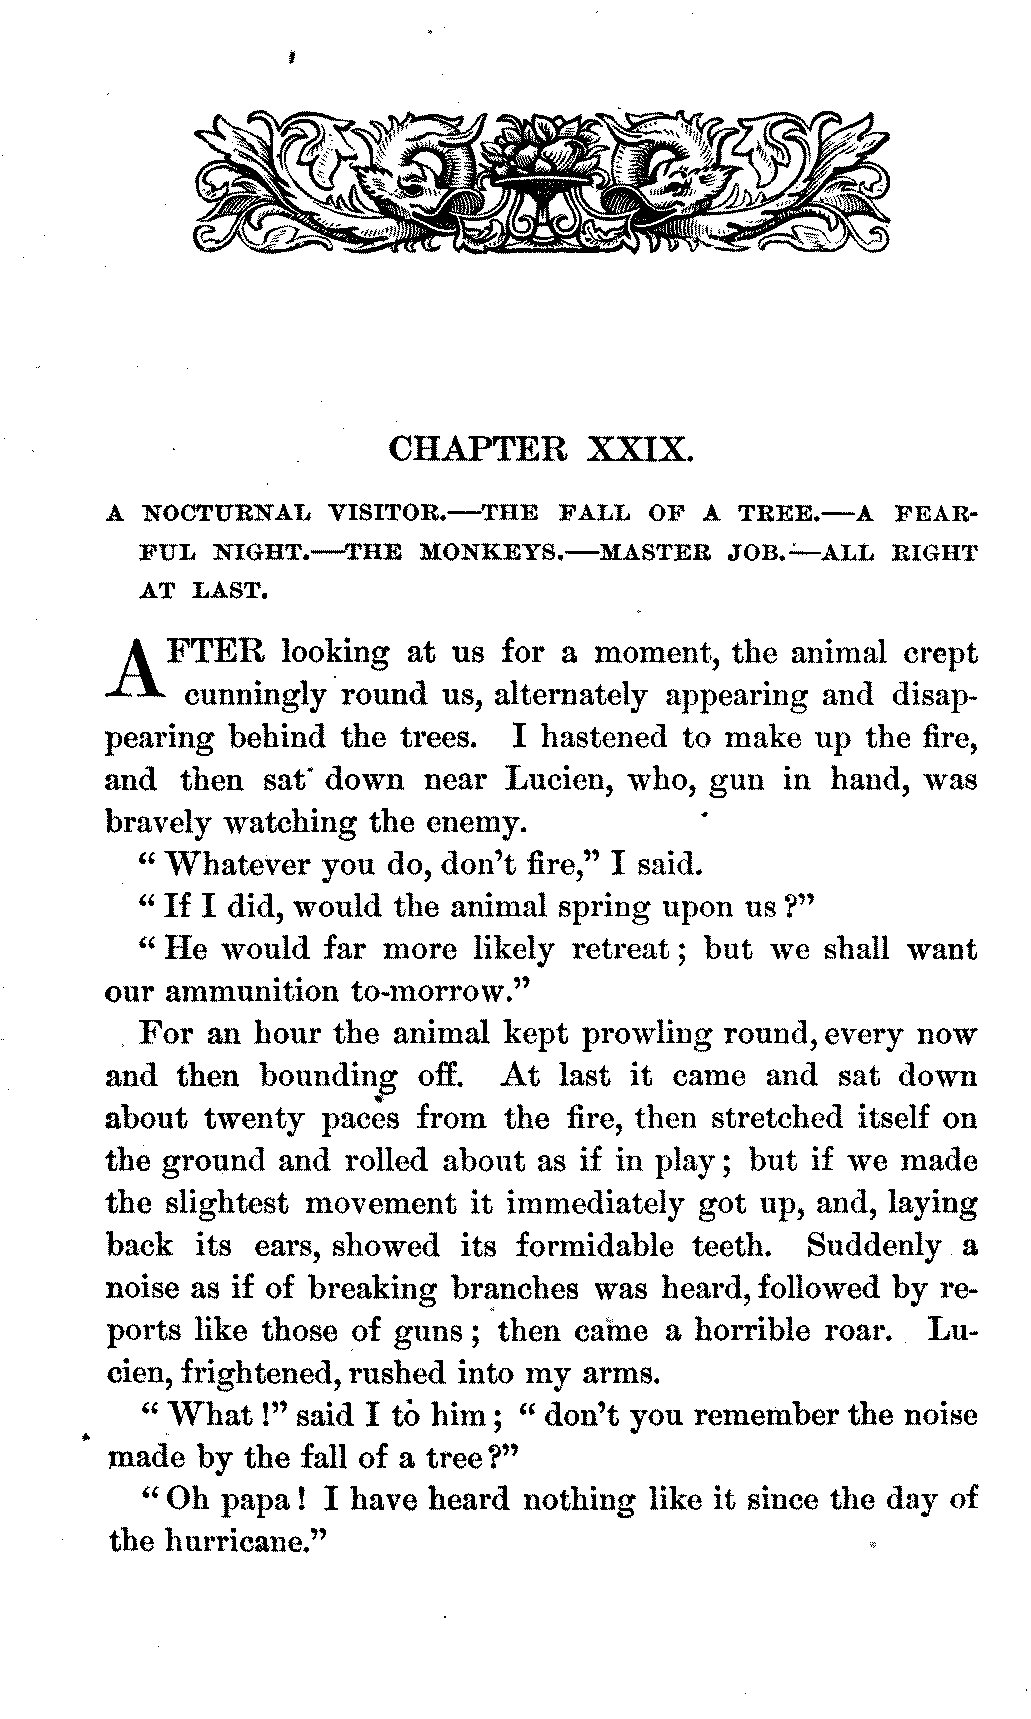 CHAPTER XXIX.
A NOCTURNAL VISITOR.—THE FALL OF A TREE.—A FEAR-
FUL NIGHT.—THE MONKEYS.—MASTER JOB.—ALL RIGHT
AT LAST.
AFTER looking at us for a moment, the animal crept
cunningly round us, alternately appearing and disap-
pearing behind the trees. I hastened to make up the fire,
and then sat down near Lucien, who, gun in hand, was
bravely watching the enemy.
“Whatever you do, don’t fire,” I said.
“If I did, would the animal spring upon us?”
“He would far more likely retreat; but we shall want
our ammunition to-morrow.”
For an hour the animal kept prowling round, every now
and then bounding off. At last it came and sat down
about twenty paces from the fire, then stretched itself on
the ground and rolled about as if in play; but if we made
the slightest movement it immediately got up, and, laying
back its ears, showed its formidable teeth. Suddenly a
noise as if of breaking branches was heard, followed by re-
ports like those of guns; then came a horrible roar. Lu-
cien, frightened, rushed into my arms.
“What!” said I to him; “don’t you remember the noise
made by the fall of a tree?”
“Oh papa! I have heard nothing like it since the day of
the hurricane.”